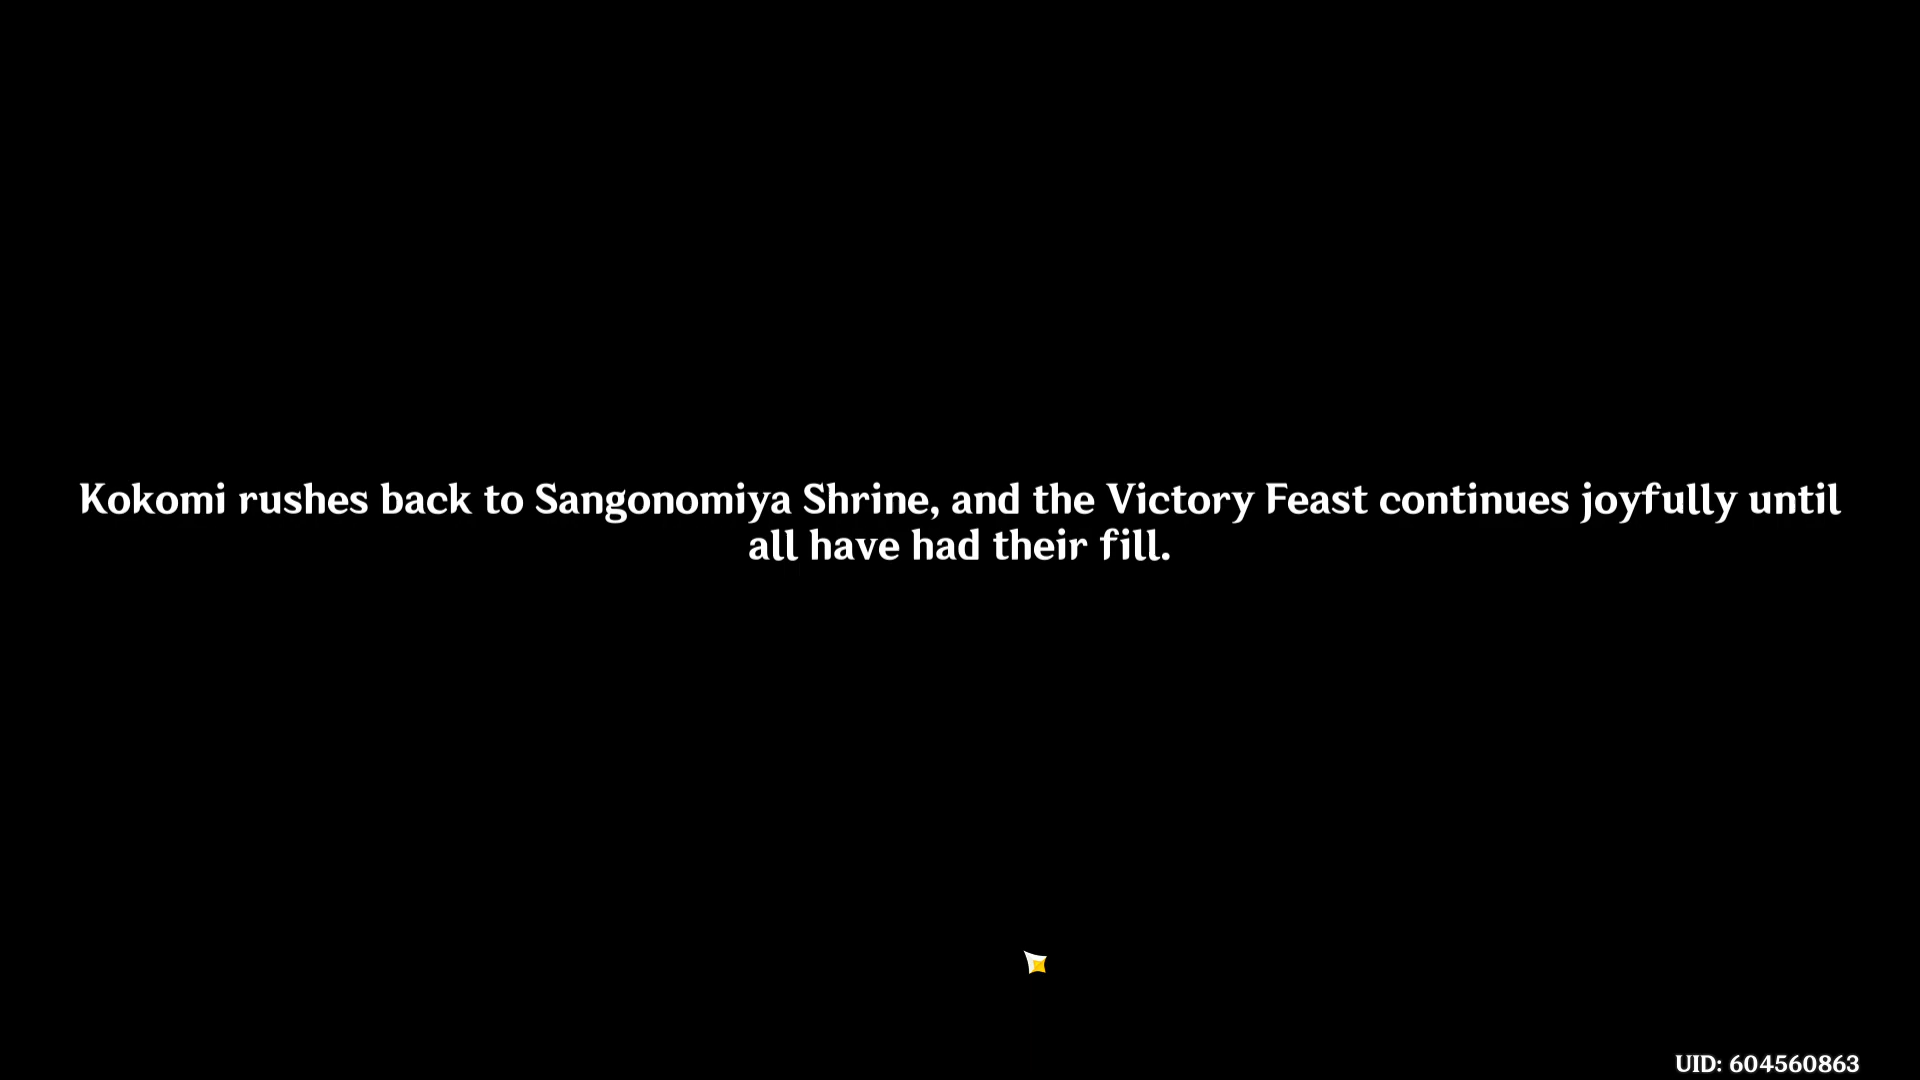 Kokomi rushes back to Sangonomiya Shrine, and the Victory Feast continues joyfully until
all have had their fill.
UID: 604560863